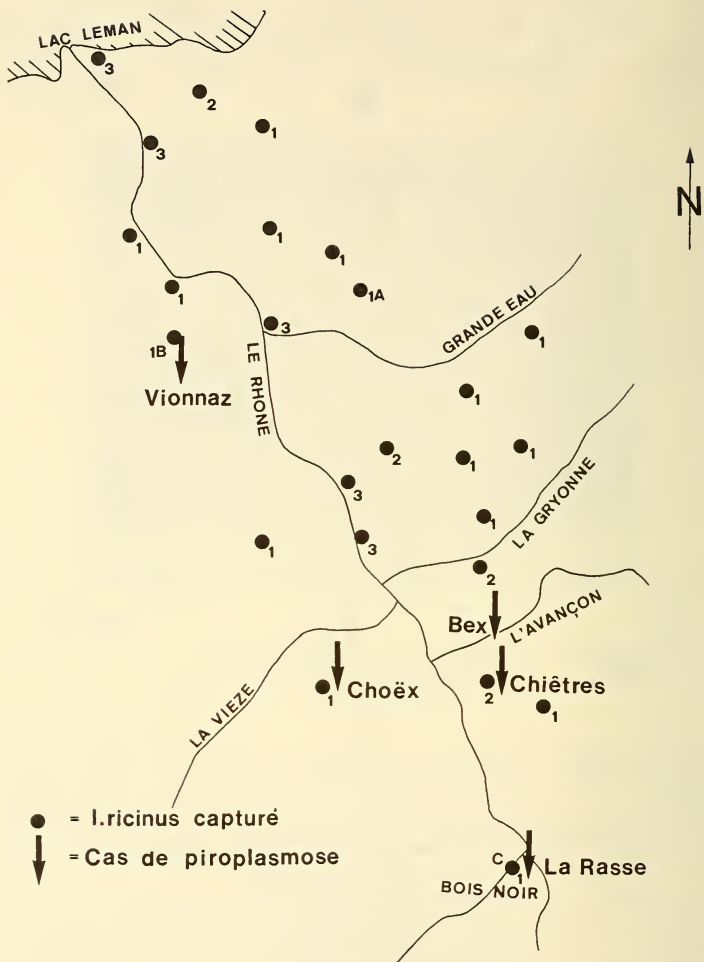 LAC LEMAN
3
2
1
3
1
1
1
1
1A
N
3
GRANDE EAU
1
1B
Vionnaz
LE RHONE
1
2
1
1
3
1
LA GRYONNE
1
3
2
Bex
L'AVANÇON
Choëx
1
2
Chiêtres
1
LA VIEZE
= I.ricinus capturé
= Cas de piroplasmose
C
1
La Rasse
BOIS NOIR